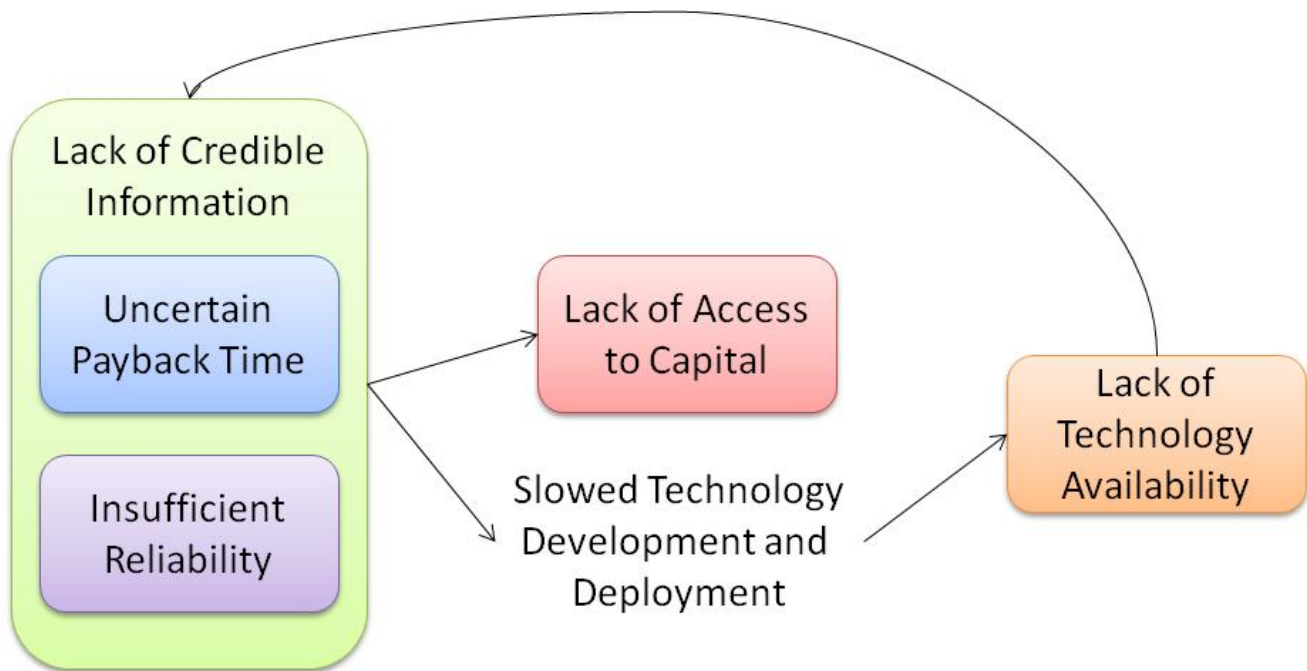 Lack of Credible
Information
Uncertain
Payback Time
Insufficient
Reliability
Lack of Access
to Capital
Slowed Technology
Development and
Deployment
Lack of
Technology
Availability